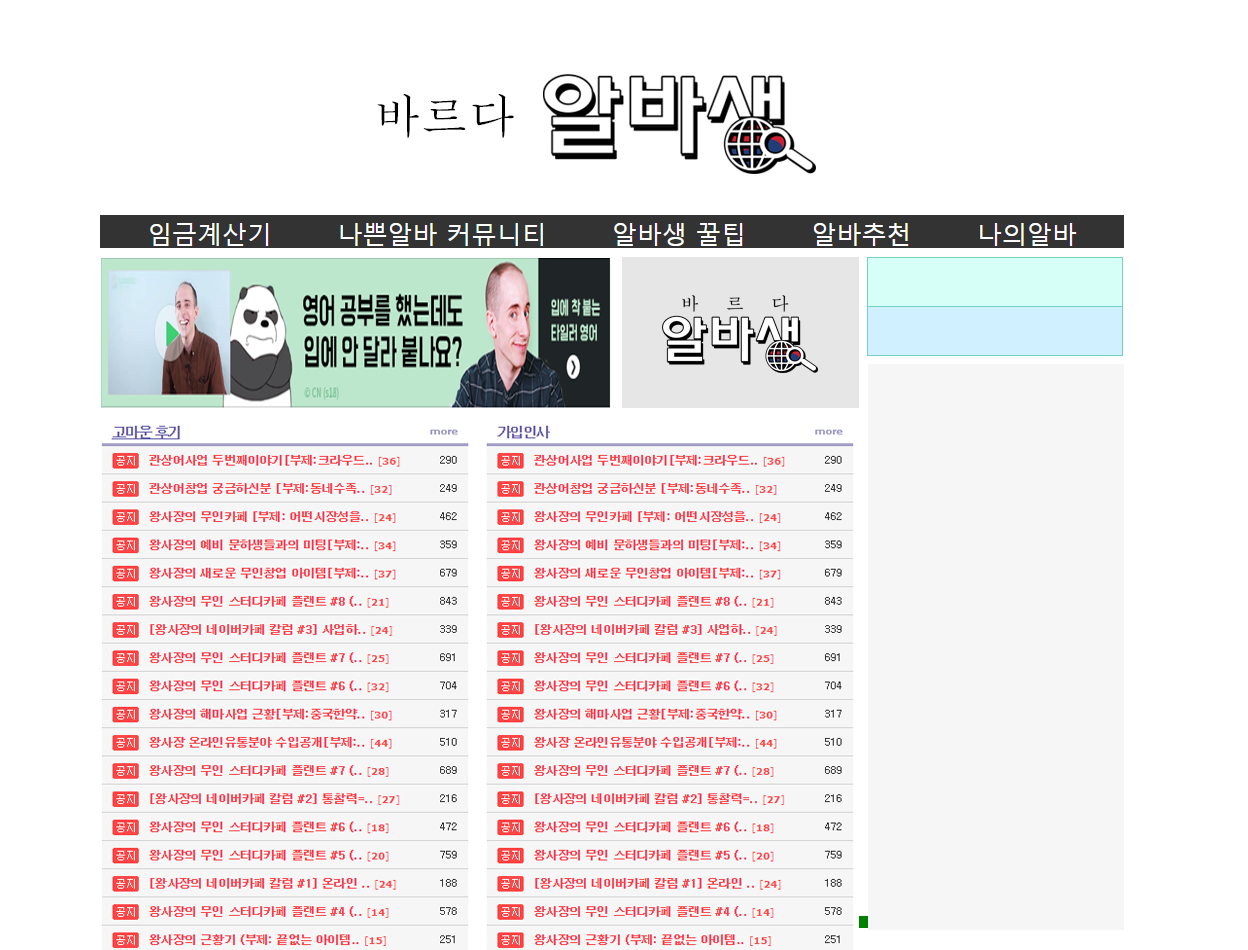 바르다 알바생
임금계산기 나쁜알바 커뮤니티 알바생 꿀팁 알바추천 나의알바
영어 공부를 했는데도
입에 안 달라 붙나요?
© CN (s18)
입에 착 붙는
타일러 영어
바 르 다
알바생
고마운 후기 more
공지 관상어사업 두번째이야기[부제:크라우드.. [36] 290
공지 관상어창업 궁금하신분 [부제:동네수족.. [32] 249
공지 왕사장의 무인카페 [부제: 어떤시장성을.. [24] 462
공지 왕사장의 예비 문하생들과의 미팅[부제:.. [34] 359
공지 왕사장의 새로운 무인창업 아이템[부제:.. [37] 679
공지 왕사장의 무인 스터디카페 플랜트 #8 (.. [21] 843
공지 [왕사장의 네이버카페 칼럼 #3] 사업하.. [24] 339
공지 왕사장의 무인 스터디카페 플랜트 #7 (.. [25] 691
공지 왕사장의 무인 스터디카페 플랜트 #6 (.. [32] 704
공지 왕사장의 해마사업 근황[부제:중국한약.. [30] 317
공지 왕사장 온라인유통분야 수입공개[부제:.. [44] 510
공지 왕사장의 무인 스터디카페 플랜트 #7 (.. [28] 689
공지 [왕사장의 네이버카페 칼럼 #2] 통찰력=.. [27] 216
공지 왕사장의 무인 스터디카페 플랜트 #6 (.. [18] 472
공지 왕사장의 무인 스터디카페 플랜트 #5 (.. [20] 759
공지 [왕사장의 네이버카페 칼럼 #1] 온라인 .. [24] 188
공지 왕사장의 무인 스터디카페 플랜트 #4 (.. [14] 578
공지 왕사장의 근황기 (부제: 끝없는 아이템.. [15] 251
가입인사 more
공지 관상어사업 두번째이야기[부제:크라우드.. [36] 290
공지 관상어창업 궁금하신분 [부제:동네수족.. [32] 249
공지 왕사장의 무인카페 [부제: 어떤시장성을.. [24] 462
공지 왕사장의 예비 문하생들과의 미팅[부제:.. [34] 359
공지 왕사장의 새로운 무인창업 아이템[부제:.. [37] 679
공지 왕사장의 무인 스터디카페 플랜트 #8 (.. [21] 843
공지 [왕사장의 네이버카페 칼럼 #3] 사업하.. [24] 339
공지 왕사장의 무인 스터디카페 플랜트 #7 (.. [25] 691
공지 왕사장의 무인 스터디카페 플랜트 #6 (.. [32] 704
공지 왕사장의 해마사업 근황[부제:중국한약.. [30] 317
공지 왕사장 온라인유통분야 수입공개[부제:.. [44] 510
공지 왕사장의 무인 스터디카페 플랜트 #7 (.. [28] 689
공지 [왕사장의 네이버카페 칼럼 #2] 통찰력=.. [27] 216
공지 왕사장의 무인 스터디카페 플랜트 #6 (.. [18] 472
공지 왕사장의 무인 스터디카페 플랜트 #5 (.. [20] 759
공지 [왕사장의 네이버카페 칼럼 #1] 온라인 .. [24] 188
공지 왕사장의 무인 스터디카페 플랜트 #4 (.. [14] 578
공지 왕사장의 근황기 (부제: 끝없는 아이템.. [15] 251